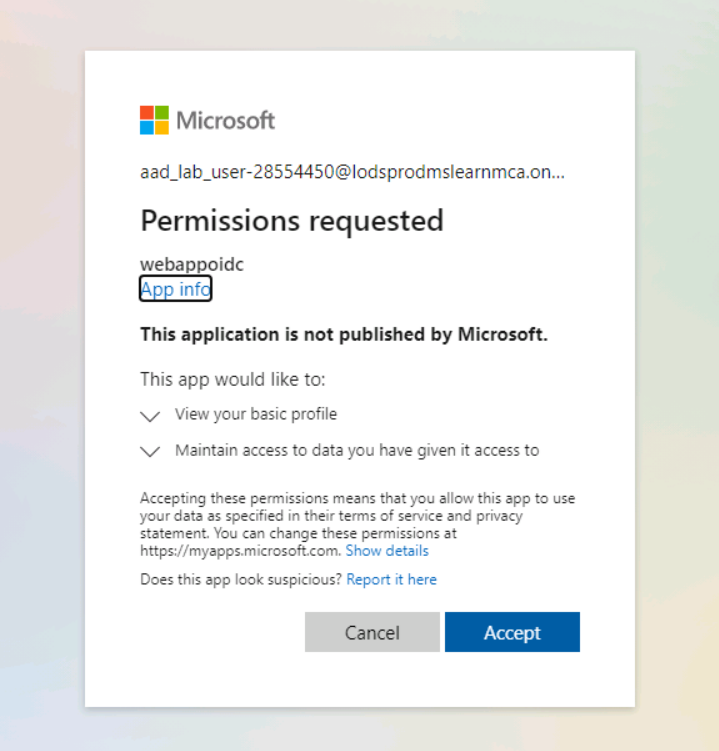 Microsoft
aad_lab_user-28554450@lodsprodmslearnmca.on...
Permissions requested
webappoidc
App info
This application is not published by Microsoft.
This app would like to:
View your basic profile
Maintain access to data you have given it access to
Accepting these permissions means that you allow this app to use
your data as specified in their terms of service and privacy
statement. You can change these permissions at
https://myapps.microsoft.com. Show details
Does this app look suspicious? Report it here
Cancel Accept